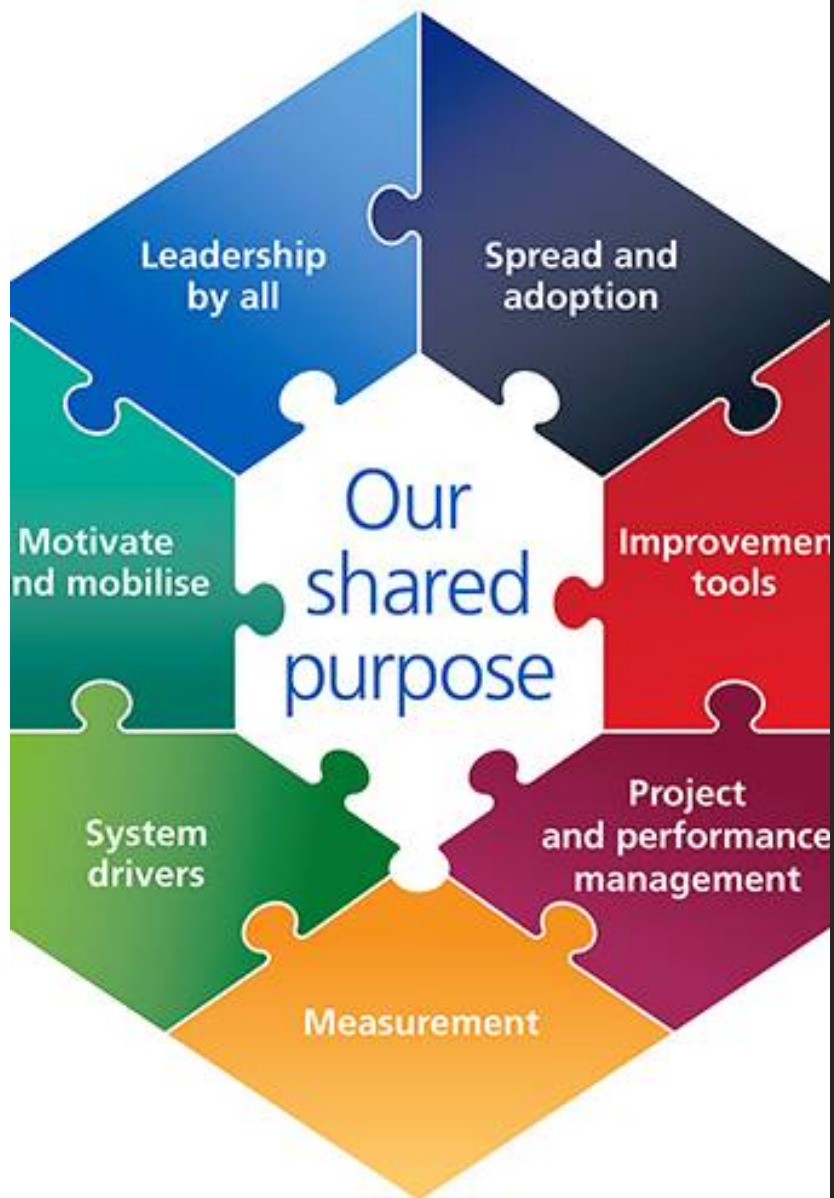 Leadership
by all
Spread and
adoption
Our
shared
purpose
Motivate
nd mobilise
Improvemen
tools
System
drivers
Project
and performance
management
Measurement